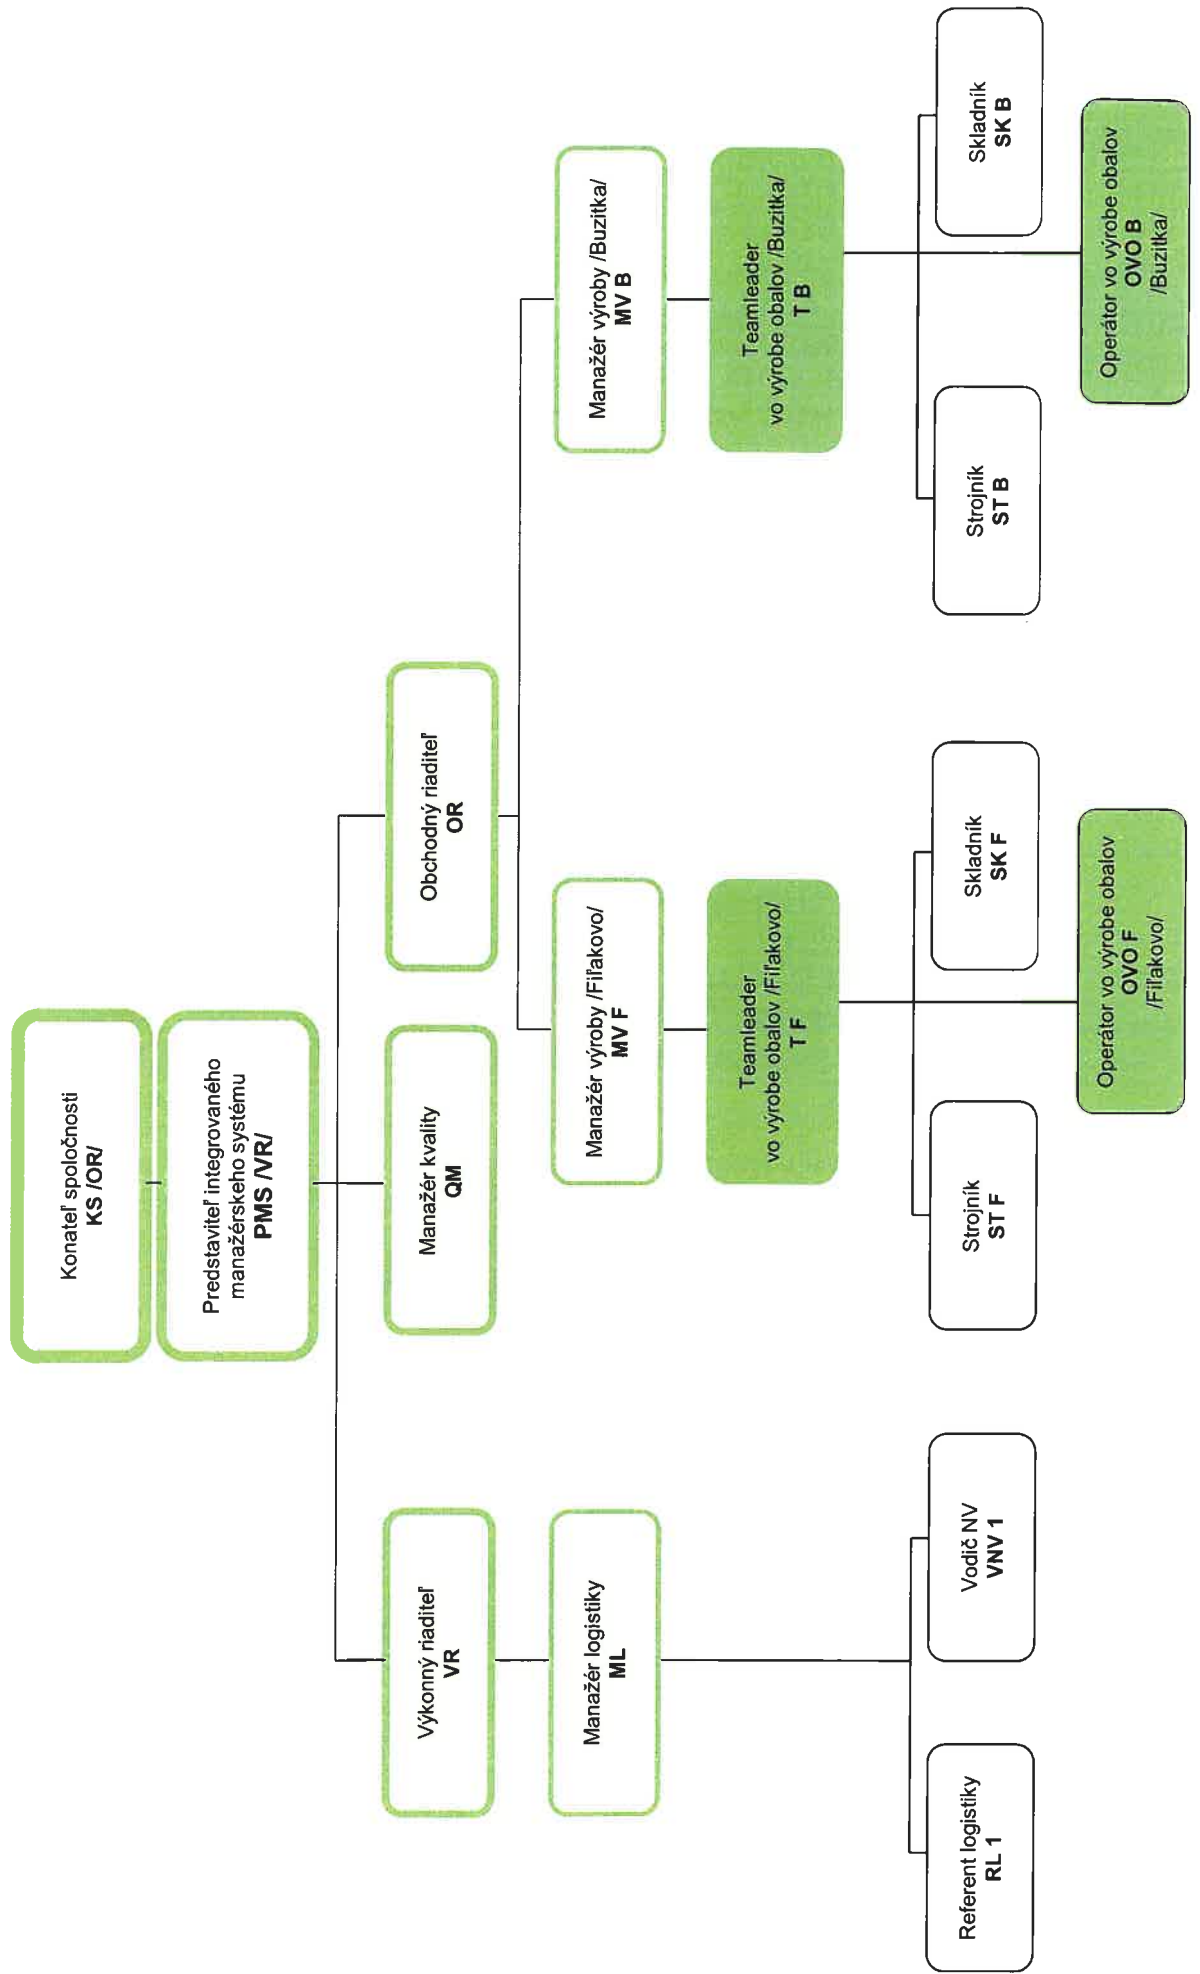 Konateľ spoločnosti
KS /OR/
Predstaviteľ integrovaného
manažérskeho systému
PMS /VR/
Výkonný riaditeľ
VR
Manažér kvality
QM
Obchodný riaditeľ
OR
Manažér logistiky
ML
Manažér výroby /Fiľakovo/
MV F
Manažér výroby /Buzitka/
MV B
Teamleader
vo výrobe obalov /Fiľakovo/
T F
Teamleader
vo výrobe obalov /Buzitka/
T B
Referent logistiky
RL 1
Vodič NV
VNV 1
Strojník
ST F
Skladník
SK F
Strojník
ST B
Skladník
SK B
Operátor vo výrobe obalov
OVO F
/Fiľakovo/
Operátor vo výrobe obalov
OVO B
/Buzitka/